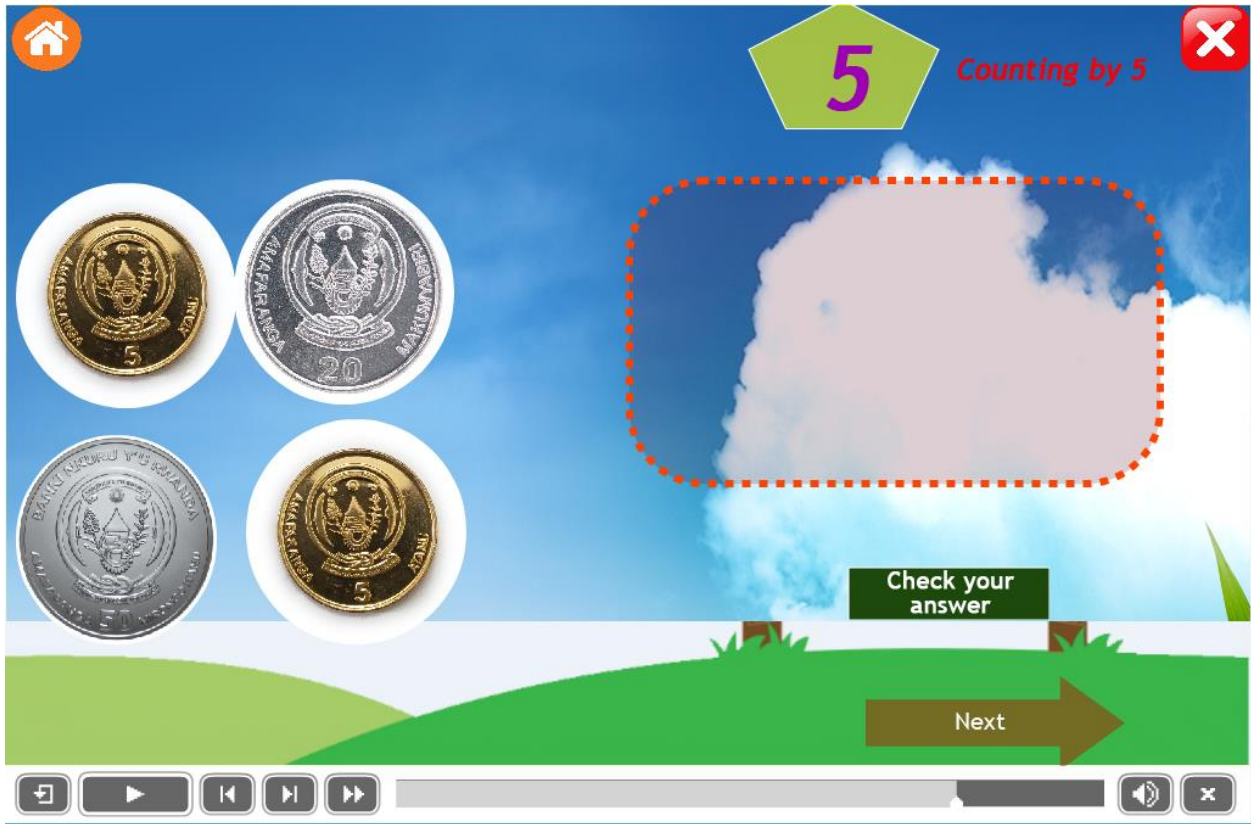 5
Counting by 5
AMAFARANGA 5 ATANU
AMAFARANGA 20 MAKUMYABIRI
BANKI NKURU Y'U RWANDA
50
AMAFARANGA 5 ATANU
Check your
answer
Next